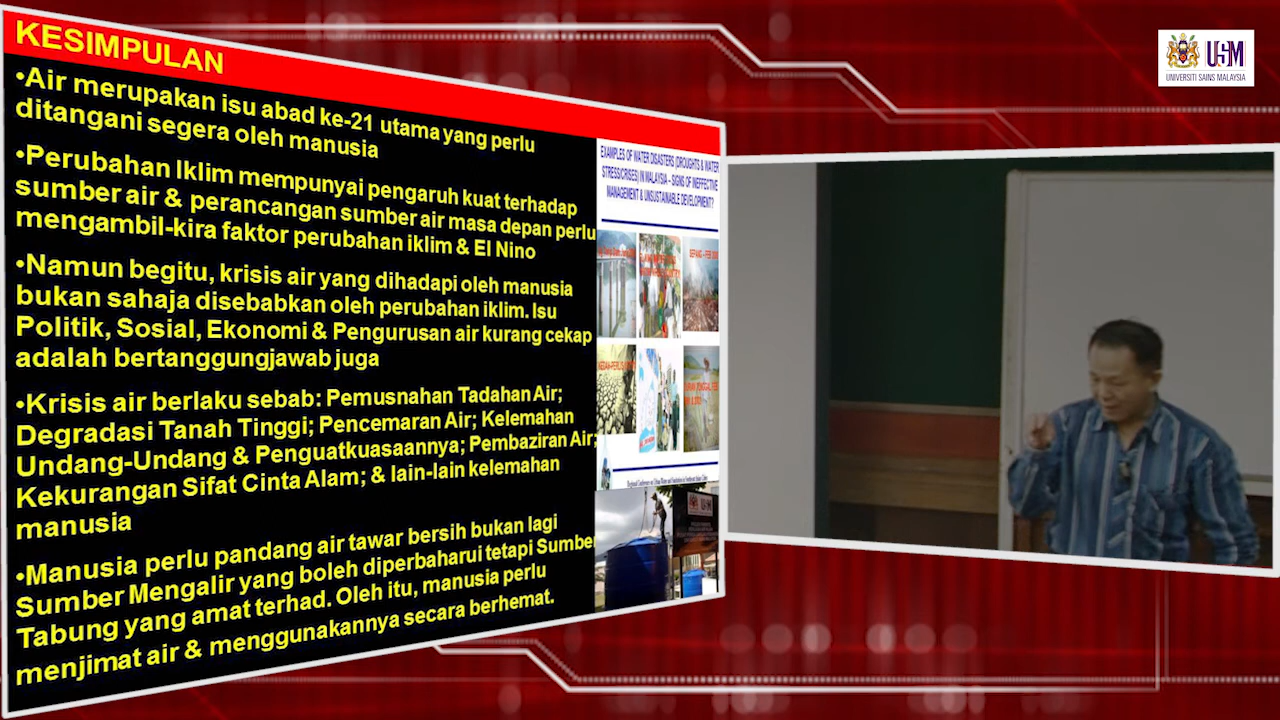 KESIMPULAN
•Air merupakan isu abad ke-21 utama yang perlu
ditangani segera oleh manusia
•Perubahan Iklim mempunyai pengaruh kuat terhadap
sumber air & perancangan sumber air masa depan perlu
mengambil-kira faktor perubahan iklim & El Nino
•Namun begitu, krisis air yang dihadapi oleh manusia
bukan sahaja disebabkan oleh perubahan iklim. Isu
Politik, Sosial, Ekonomi & Pengurusan air kurang cekap
adalah bertanggungjawab juga
•Krisis air berlaku sebab: Pemusnahan Tadahan Air;
Degradasi Tanah Tinggi; Pencemaran Air; Kelemahan
Undang-Undang & Penguatkuasaannya; Pembaziran Air;
Kekurangan Sifat Cinta Alam; & lain-lain kelemahan
manusia
•Manusia perlu pandang air tawar bersih bukan lagi
Sumber Mengalir yang boleh diperbaharui tetapi Sumber
Tabung yang amat terhad. Oleh itu, manusia perlu
menjimat air & menggunakannya secara berhemat.
EXAMPLES OF WATER DISASTERS (DROUGHTS & WATER
STRESS/CRISES) IN MALAYSIA – SIGNS OF INEFFECTIVE
MANAGEMENT & UNSUSTAINABLE DEVELOPMENT?
USM
UNIVERSITI SAINS MALAYSIA